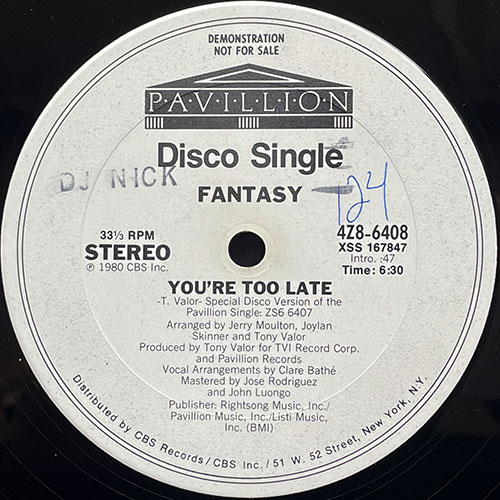 DEMONSTRATION
NOT FOR SALE
P·A·V·I·L·L·I·O·N
Disco Single
DJ NICK
FANTASY
124
33⅓ RPM
STEREO
℗ 1980 CBS Inc.
4Z8-6408
XSS 167847
Intro. :47
Time: 6:30
YOU'RE TOO LATE
-T. Valor- Special Disco Version of the
Pavillion Single: ZS6 6407
Arranged by Jerry Moulton, Joylan
Skinner and Tony Valor
Produced by Tony Valor for TVI Record Corp.
and Pavillion Records
Vocal Arrangements by Clare Bathé
Mastered by Jose Rodriguez
and John Luongo
Publisher: Rightsong Music, Inc./
Pavillion Music, Inc./Listi Music,
Inc. (BMI)
Distributed by CBS Records / CBS Inc. / 51 W. 52 Street, New York, N.Y.